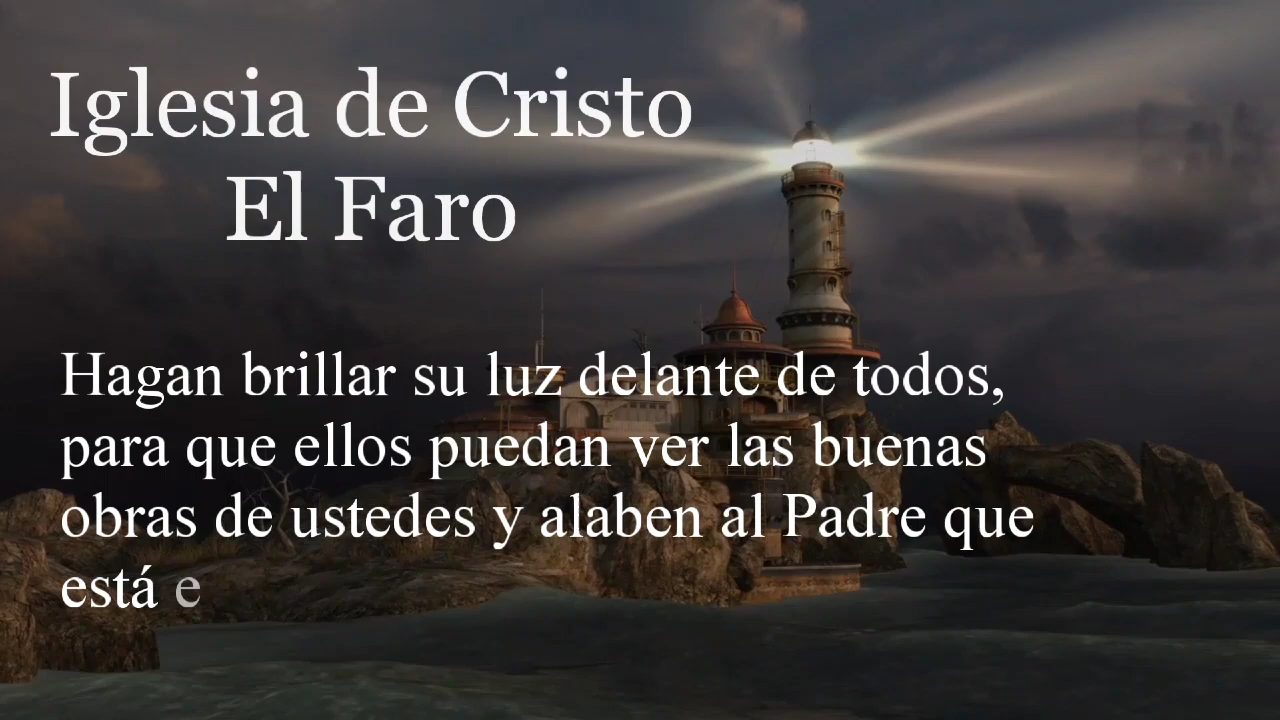 Iglesia de Cristo
El Faro
Hagan brillar su luz delante de todos,
para que ellos puedan ver las buenas
obras de ustedes y alaben al Padre que
está e